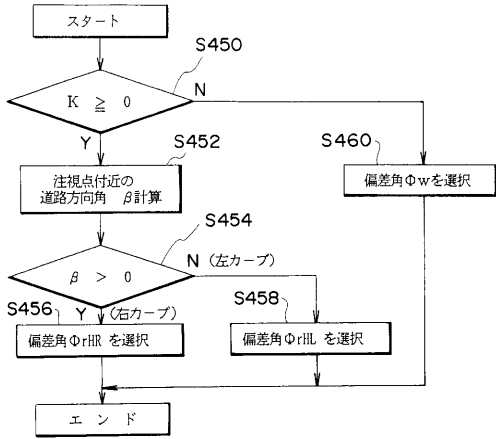 スタート
S450
K ≧ 0
N
Y
S452
S460
注視点付近の
道路方向角 β計算
偏差角Φwを選択
S454
β > 0
N (左カーブ)
S456
Y (右カーブ)
S458
偏差角ΦrHR を選択
偏差角ΦrHL を選択
エンド